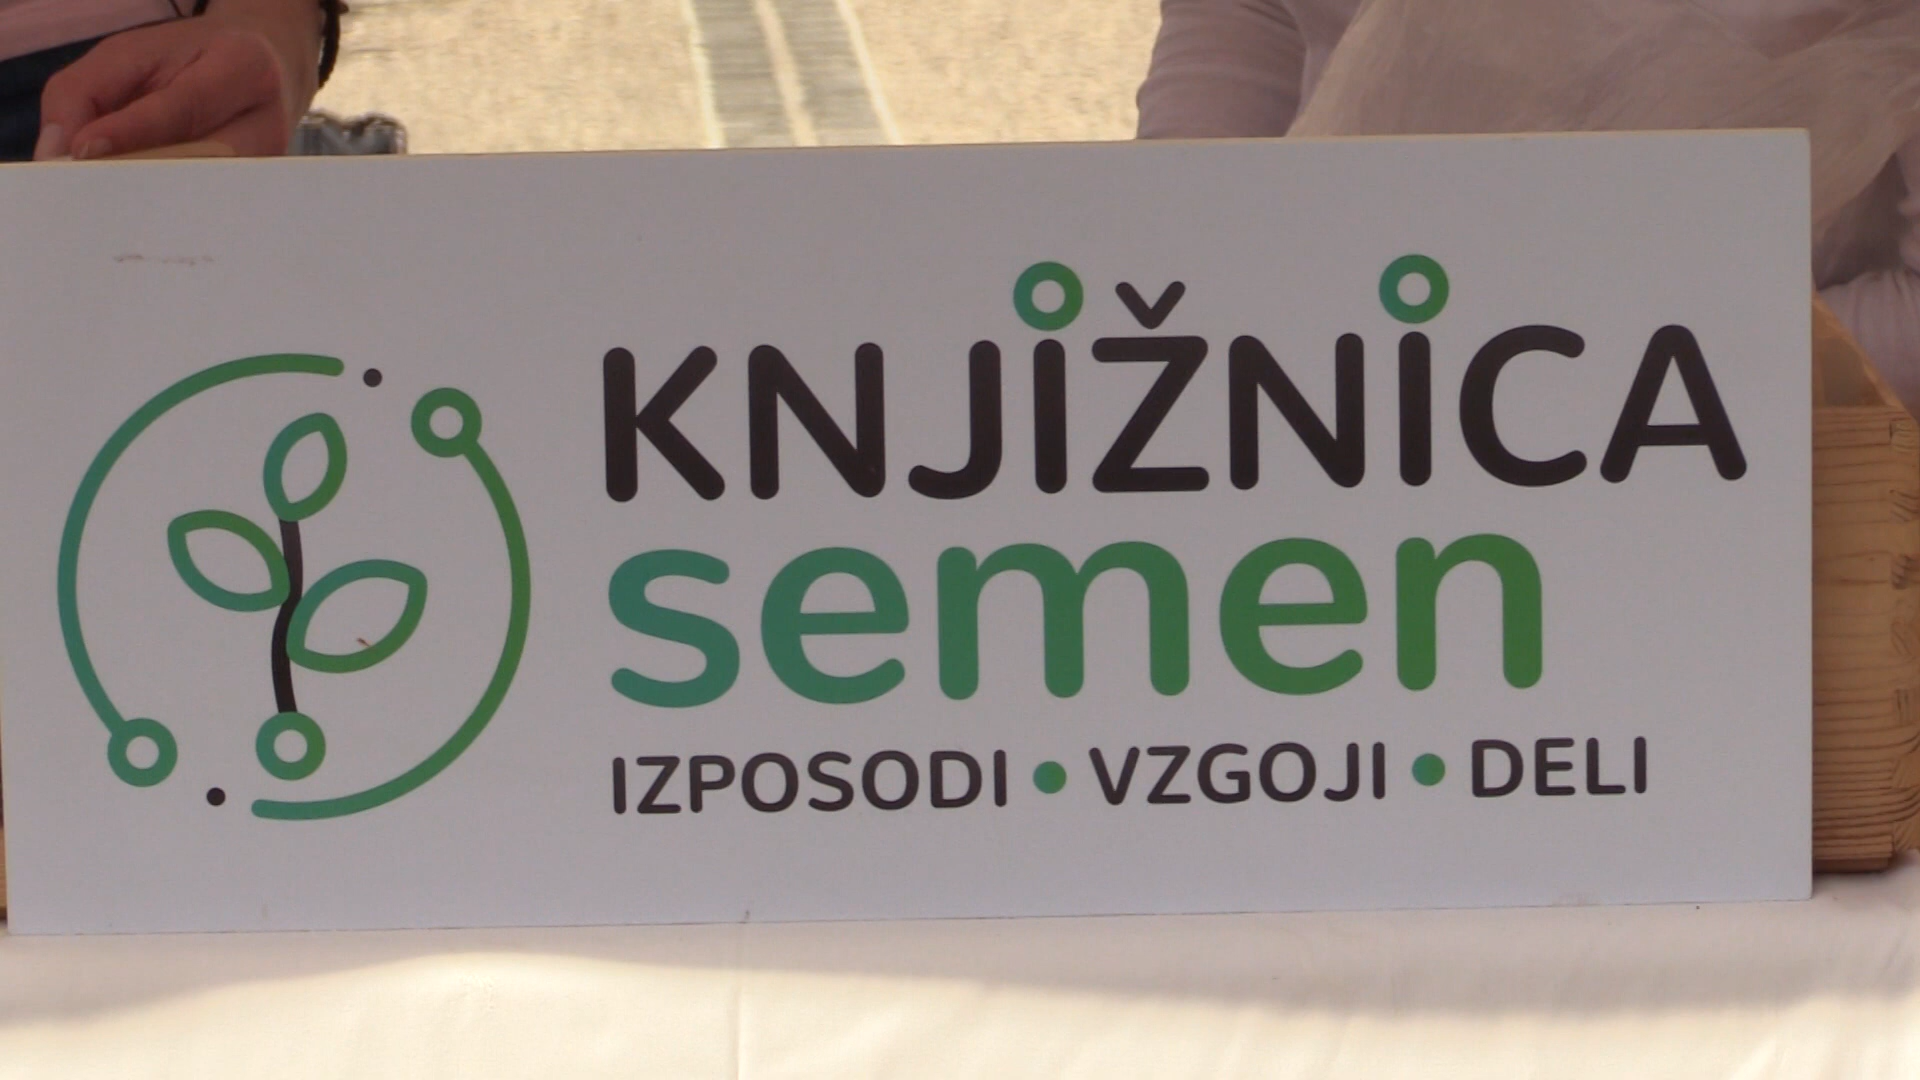 KNJIŽNICA
semen
IZPOSODI • VZGOJI • DELI